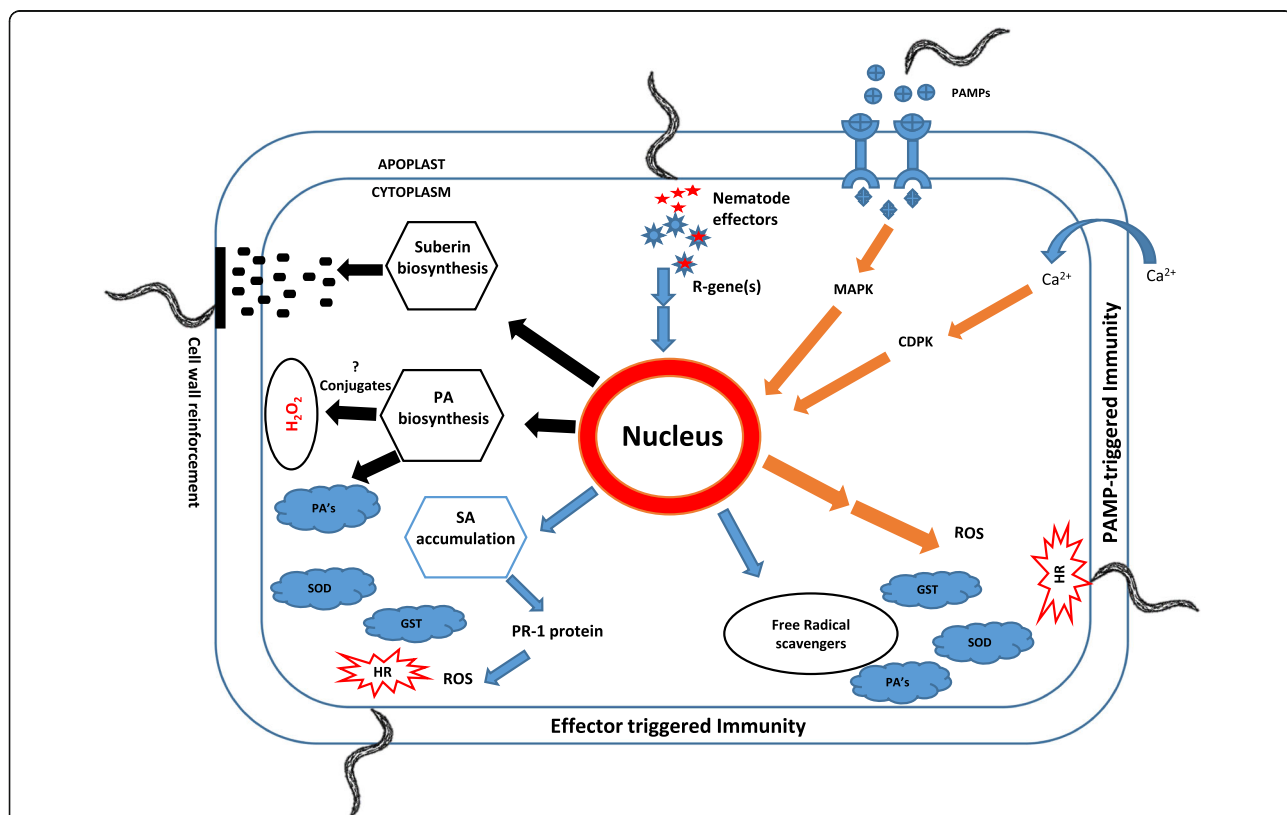 PAMPs
APOPLAST
CYTOPLASM
Nematode
effectors
R-gene(s)
Suberin
biosynthesis
MAPK
Ca²⁺
Ca²⁺
CDPK
Cell wall reinforcement
PAMP-triggered Immunity
?
Conjugates
H₂O₂
PA
biosynthesis
Nucleus
PA's
SA
accumulation
ROS
HR
SOD
GST
GST
PR-1 protein
Free Radical
scavengers
SOD
HR
ROS
PA's
Effector triggered Immunity